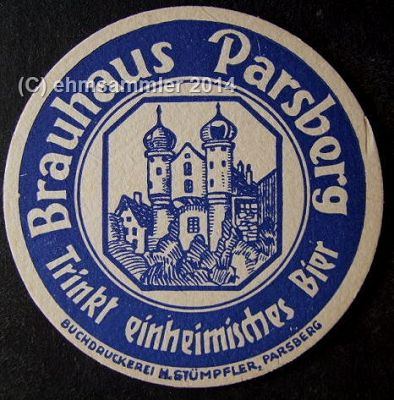 Brauhaus Parsberg
(C) ehmsammler 2014
Trinkt einheimisches Bier
BUCHDRUCKEREI H. STÜMPFLER, PARSBERG